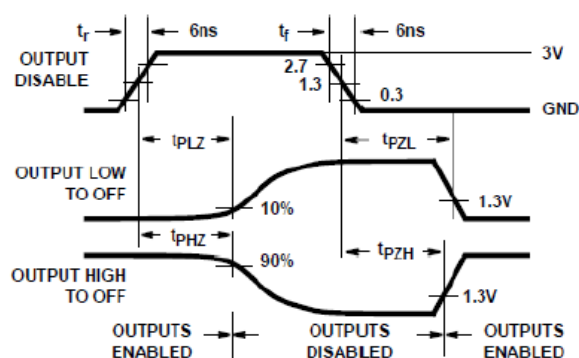 tr 6ns tf 6ns
OUTPUT DISABLE
3V
2.7
1.3
0.3
GND
tPLZ tPZL
OUTPUT LOW
TO OFF
10%
1.3V
tPHZ
90%
tPZH
OUTPUT HIGH
TO OFF
1.3V
OUTPUTS ENABLED
OUTPUTS DISABLED
OUTPUTS ENABLED